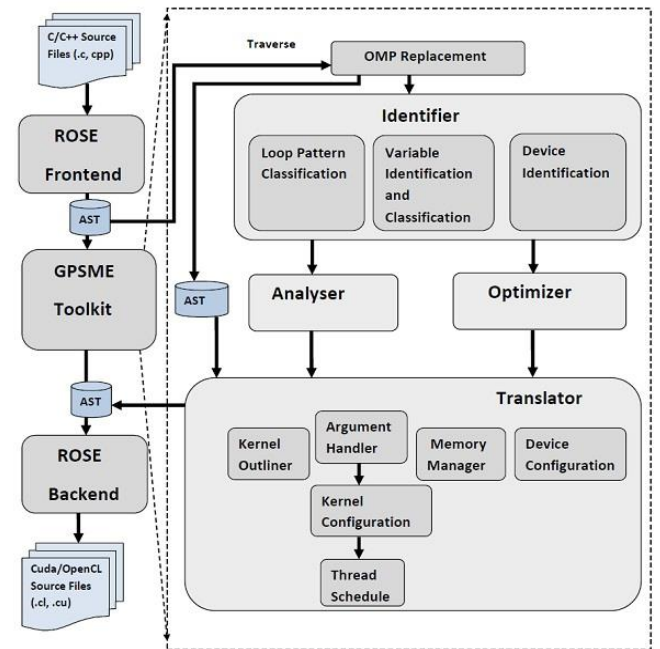 C/C++ Source
Files (.c, cpp)
ROSE
Frontend
AST
GPSME
Toolkit
AST
ROSE
Backend
Cuda/OpenCL
Source Files
(.cl, .cu)
Traverse
OMP Replacement
Identifier
Loop Pattern
Classification
Variable
Identification
and
Classification
Device
Identification
AST
Analyser
Optimizer
Translator
Kernel
Outliner
Argument
Handler
Memory
Manager
Device
Configuration
Kernel
Configuration
Thread
Schedule